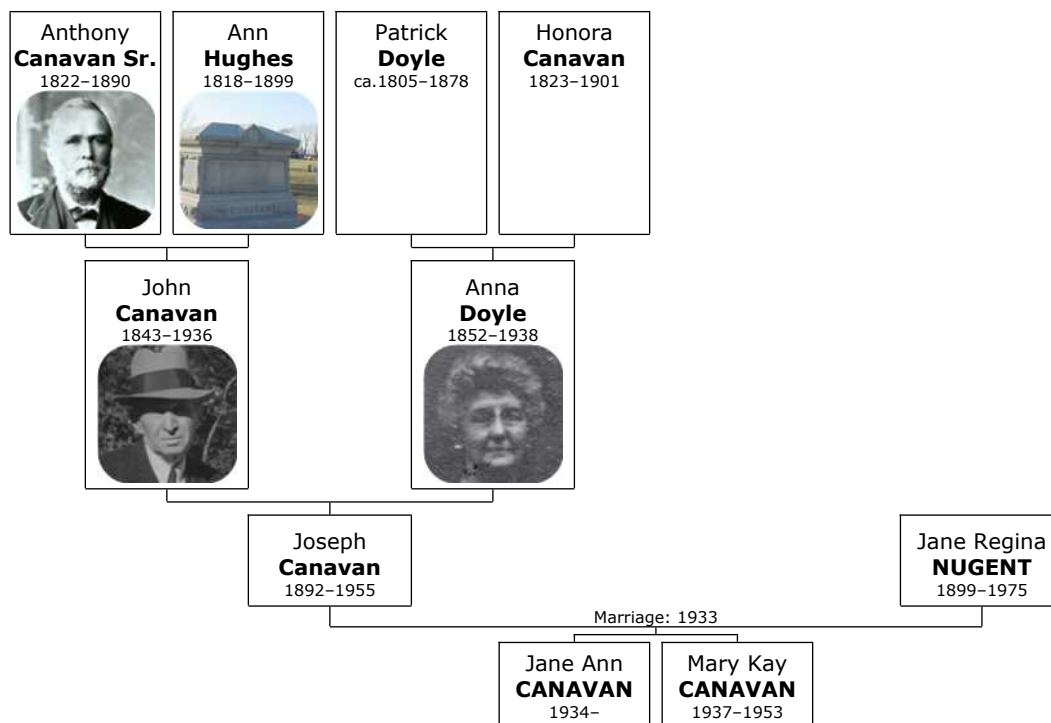 Anthony
Canavan Sr.
1822–1890
Ann
Hughes
1818–1899
Patrick
Doyle
ca.1805–1878
Honora
Canavan
1823–1901
John
Canavan
1843–1936
Anna
Doyle
1852–1938
Joseph
Canavan
1892–1955
Jane Regina
NUGENT
1899–1975
Marriage: 1933
Jane Ann
CANAVAN
1934–
Mary Kay
CANAVAN
1937–1953